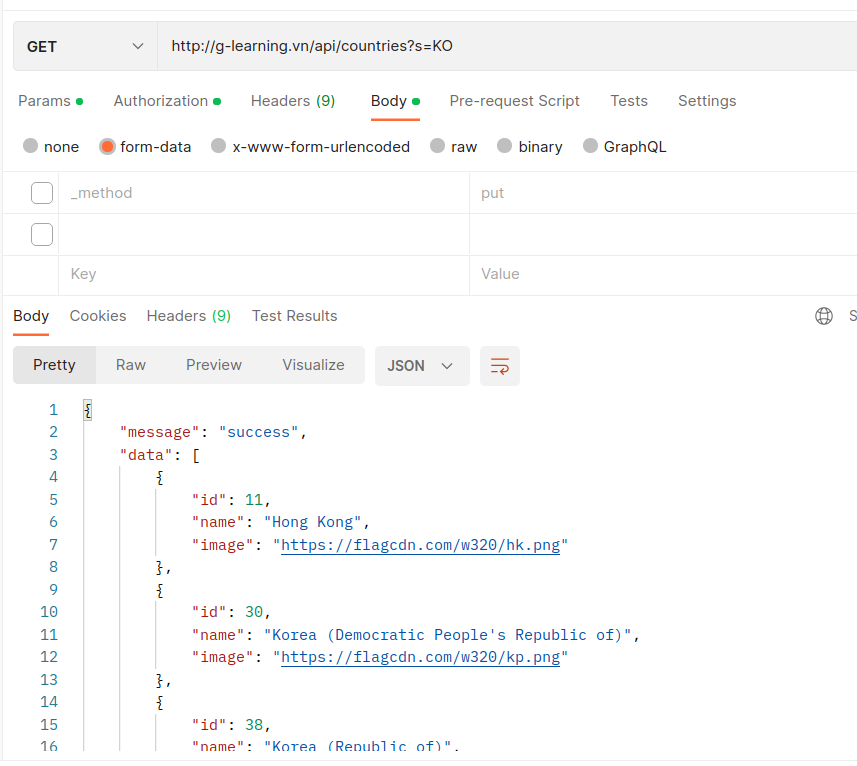 GET http://g-learning.vn/api/countries?s=KO
Params Authorization Headers (9) Body Pre-request Script Tests Settings
none form-data x-www-form-urlencoded raw binary GraphQL
_method put
Key Value
Body Cookies Headers (9) Test Results S
Pretty Raw Preview Visualize JSON
1 {
2 "message": "success",
3 "data": [
4 {
5 "id": 11,
6 "name": "Hong Kong",
7 "image": "https://flagcdn.com/w320/hk.png"
8 },
9 {
10 "id": 30,
11 "name": "Korea (Democratic People's Republic of)",
12 "image": "https://flagcdn.com/w320/kp.png"
13 },
14 {
15 "id": 38,
16 "name": "Korea (Republic of)",